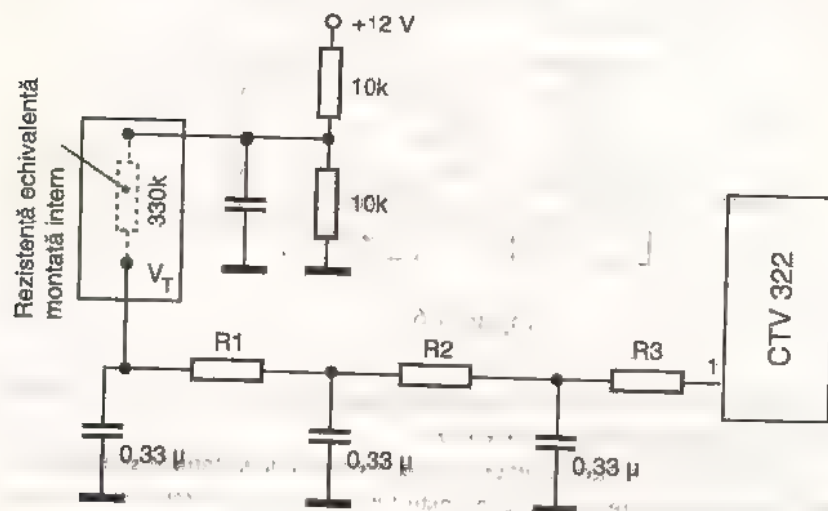 +12 V
10k
Rezistență echivalentă
montată intern
330k
10k
V_T
CTV 322
R1
R2
R3
1
0,33 µ
0,33 µ
0,33 µ